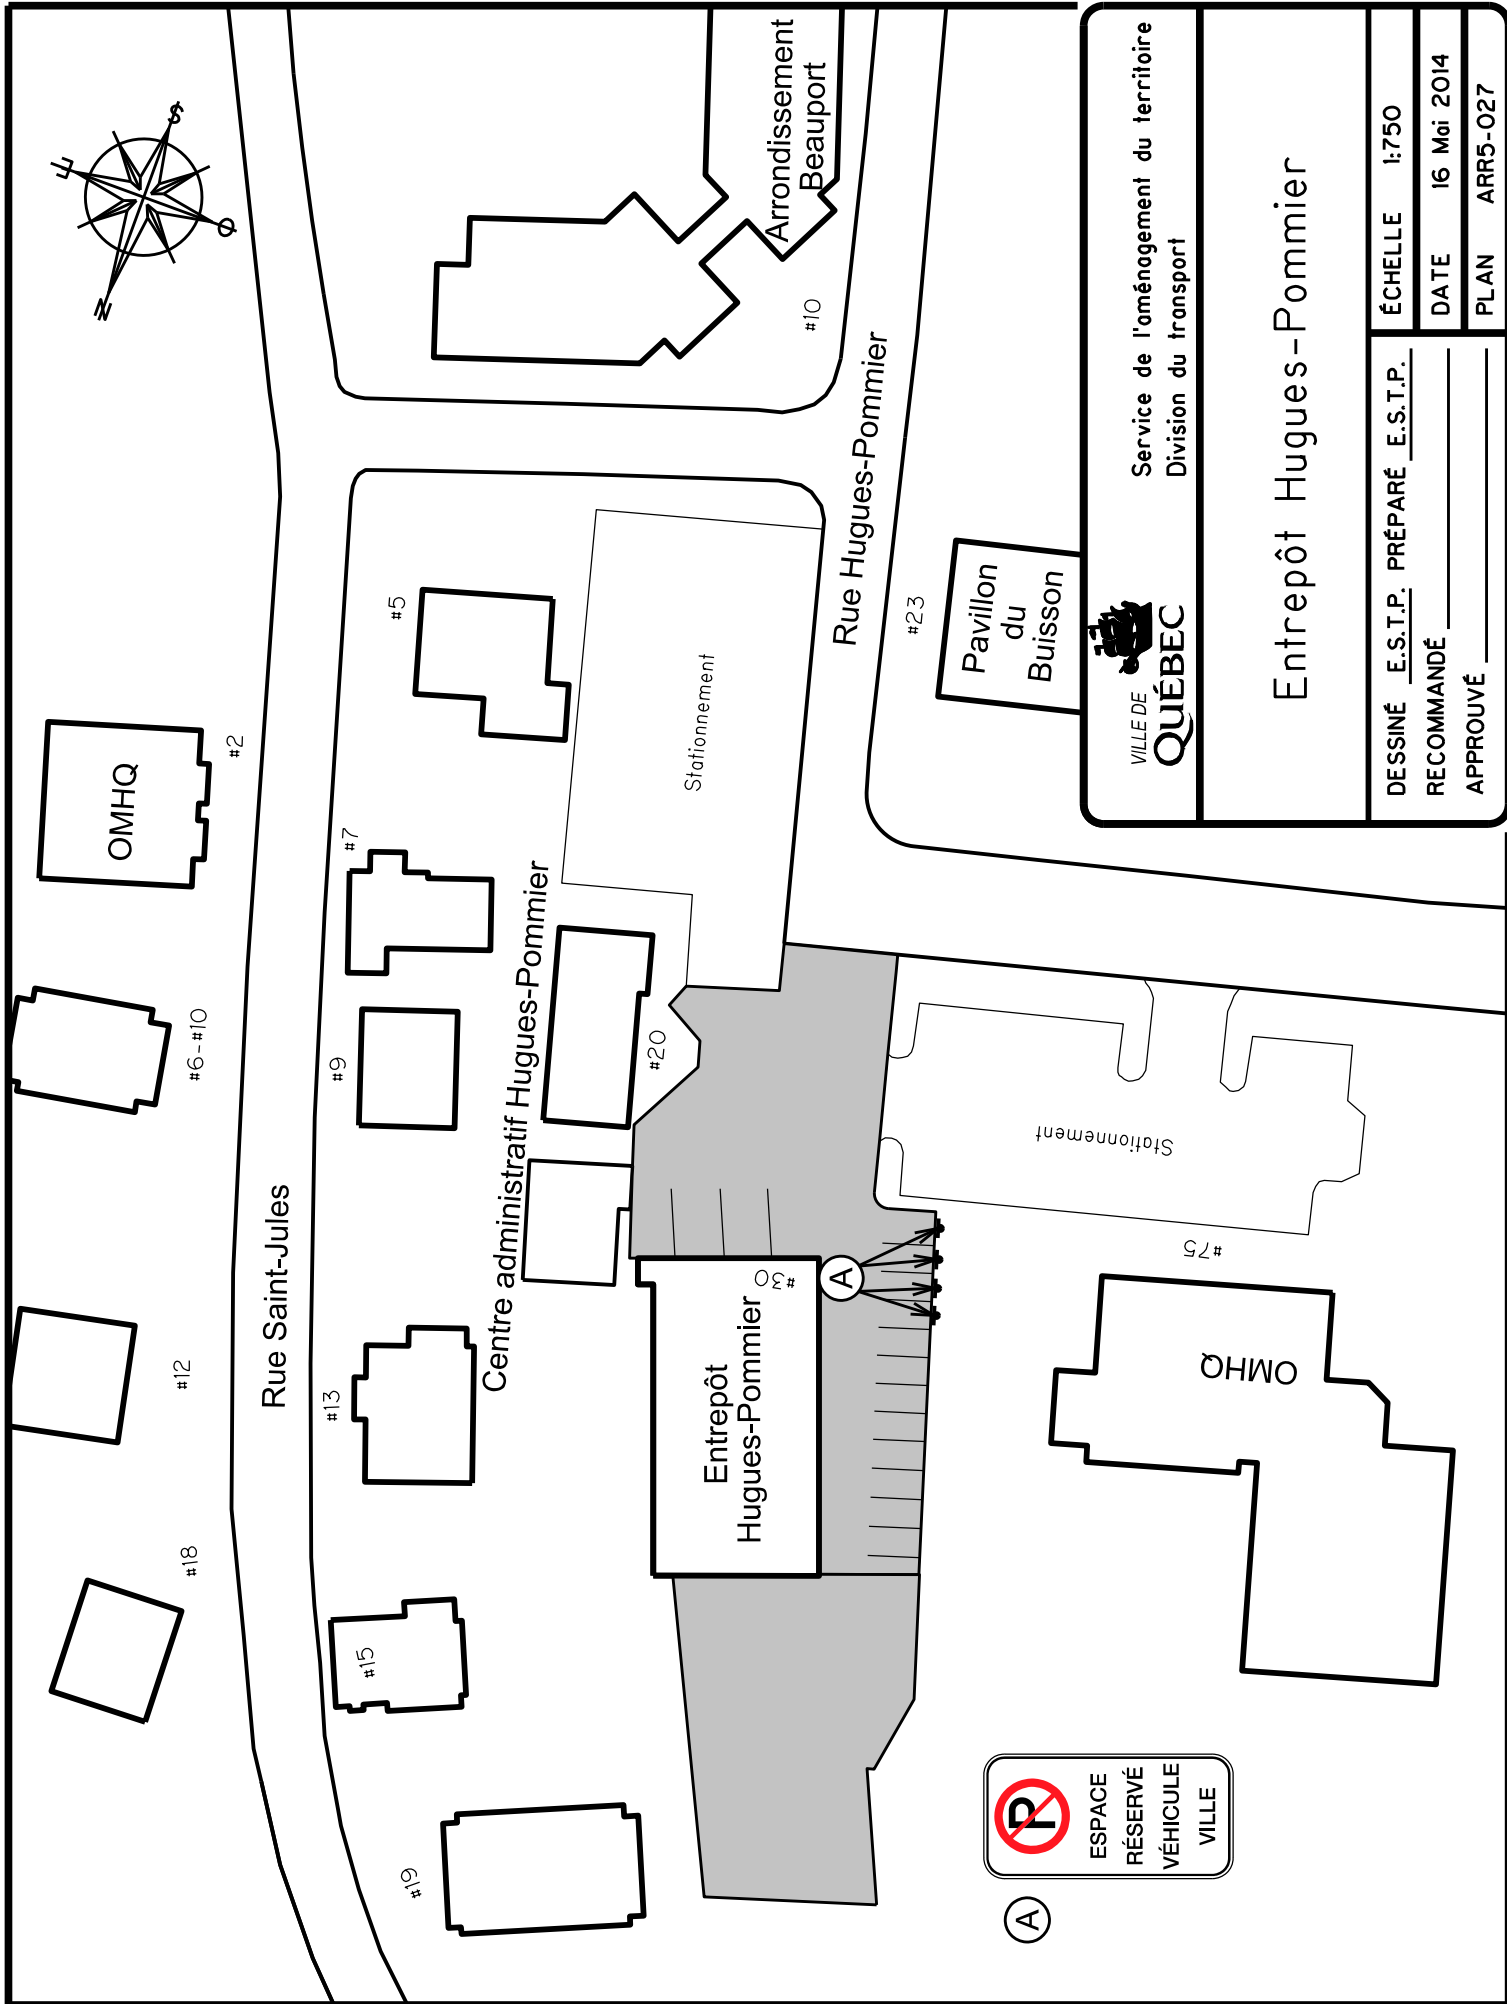 N
E
S
O
OMHQ
#2
#6-#10
#12
#18
Rue Saint-Jules
#5
#7
#9
#13
#15
#19
Centre administratif Hugues-Pommier
#20
Stationnement
Arrondissement
Beauport
#10
Rue Hugues-Pommier
#23
Pavillon
du
Buisson
#30
Entrepôt
Hugues-Pommier
A
Stationnement
#75
OMHQ
A
P
ESPACE
RÉSERVÉ
VÉHICULE
VILLE
VILLE DE
QUÉBEC
Service de l'aménagement du territoire
Division du transport
Entrepôt Hugues-Pommier
DESSINÉ E.S.T.P. PRÉPARÉ E.S.T.P.
RECOMMANDÉ
APPROUVÉ
ÉCHELLE 1:750
DATE 16 Mai 2014
PLAN ARR5-027